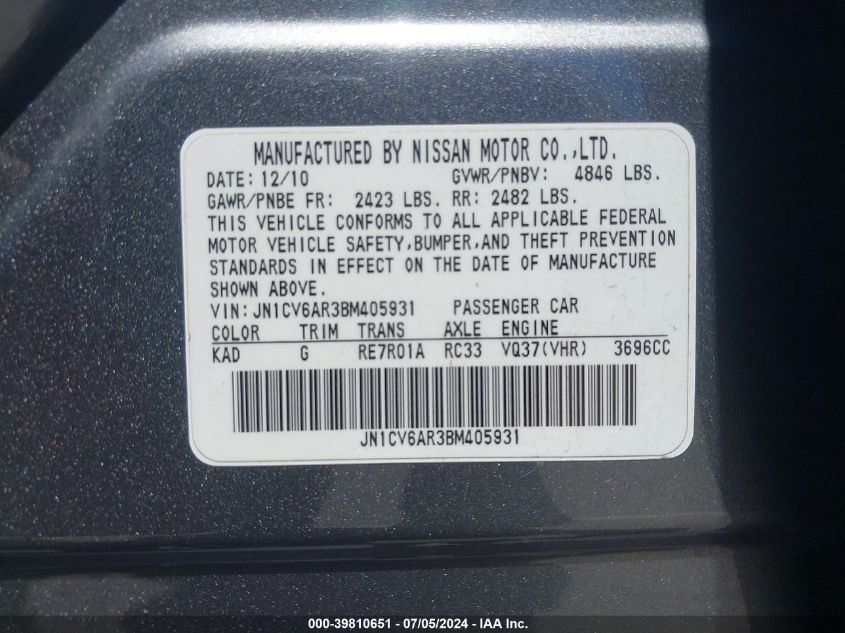 MANUFACTURED BY NISSAN MOTOR CO.,LTD.
DATE: 12/10 GVWR/PNBV: 4846 LBS.
GAWR/PNBE FR: 2423 LBS. RR: 2482 LBS.
THIS VEHICLE CONFORMS TO ALL APPLICABLE FEDERAL
MOTOR VEHICLE SAFETY,BUMPER,AND THEFT PREVENTION
STANDARDS IN EFFECT ON THE DATE OF MANUFACTURE
SHOWN ABOVE.
VIN:JN1CV6AR3BM405931 PASSENGER CAR
COLOR TRIM TRANS AXLE ENGINE
KAD G RE7R01A RC33 VQ37(VHR) 3696CC
JN1CV6AR3BM405931
000-39810651 / 07/05/2024 - IAAI.com